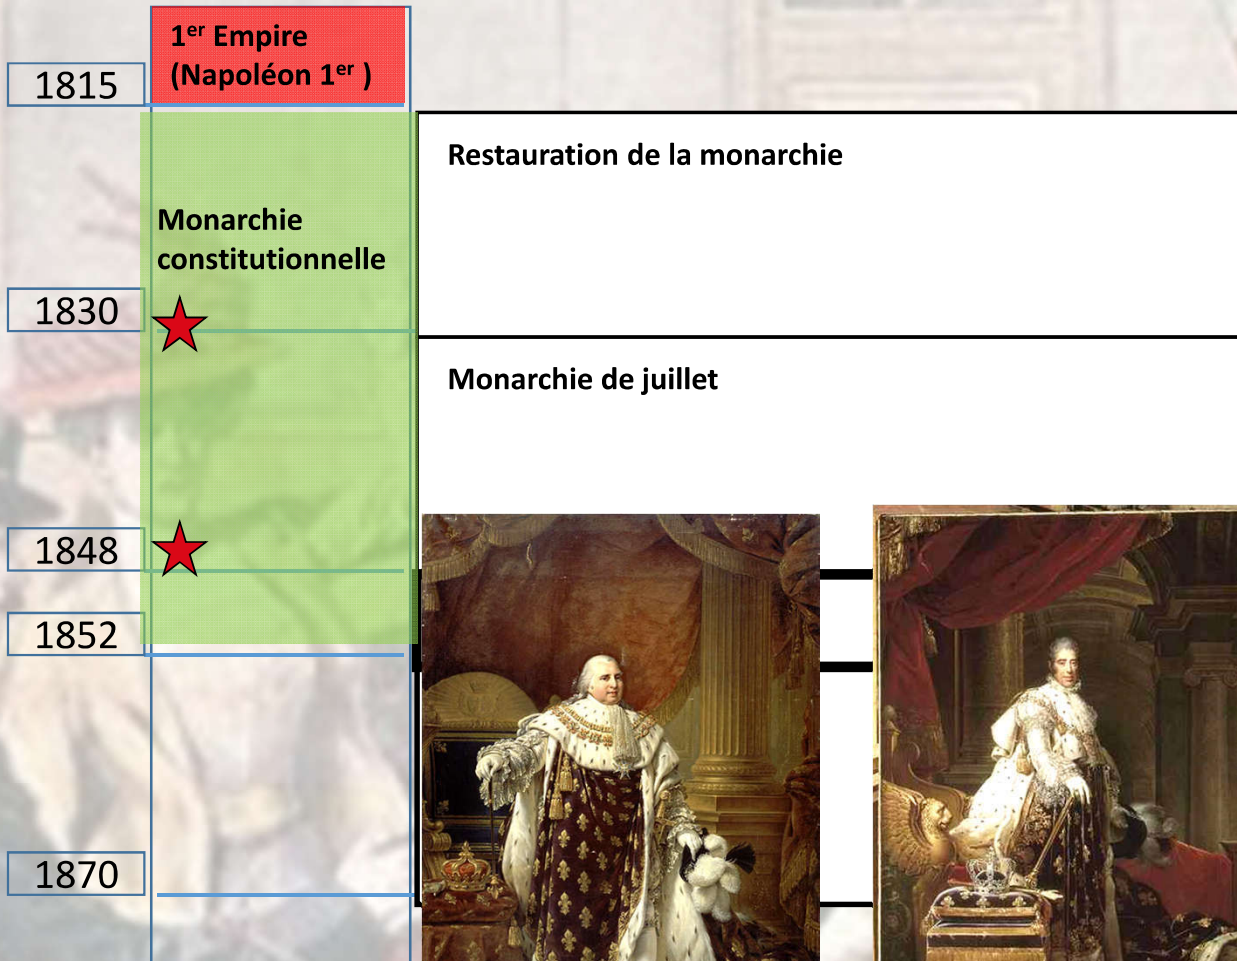 1er Empire
(Napoléon 1er )
1815
Restauration de la monarchie
Monarchie
constitutionnelle
1830
Monarchie de juillet
1848
1852
1870